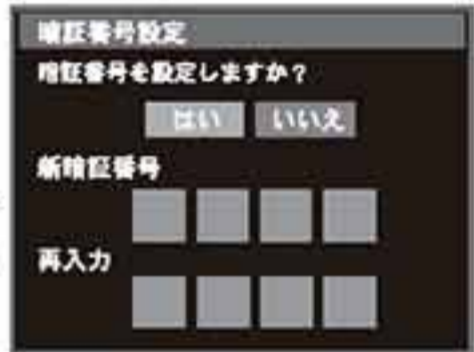 暗証番号設定
暗証番号を設定しますか？
はい いいえ
新暗証番号
再入力